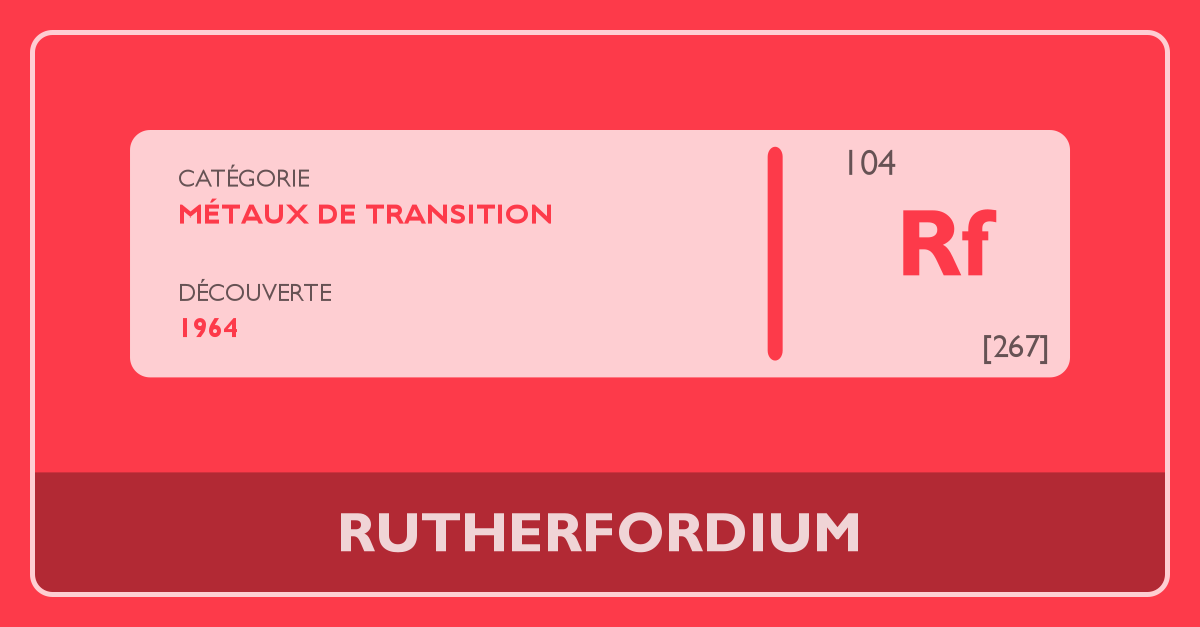 CATÉGORIE
MÉTAUX DE TRANSITION
DÉCOUVERTE
1964
104
Rf
[267]
RUTHERFORDIUM